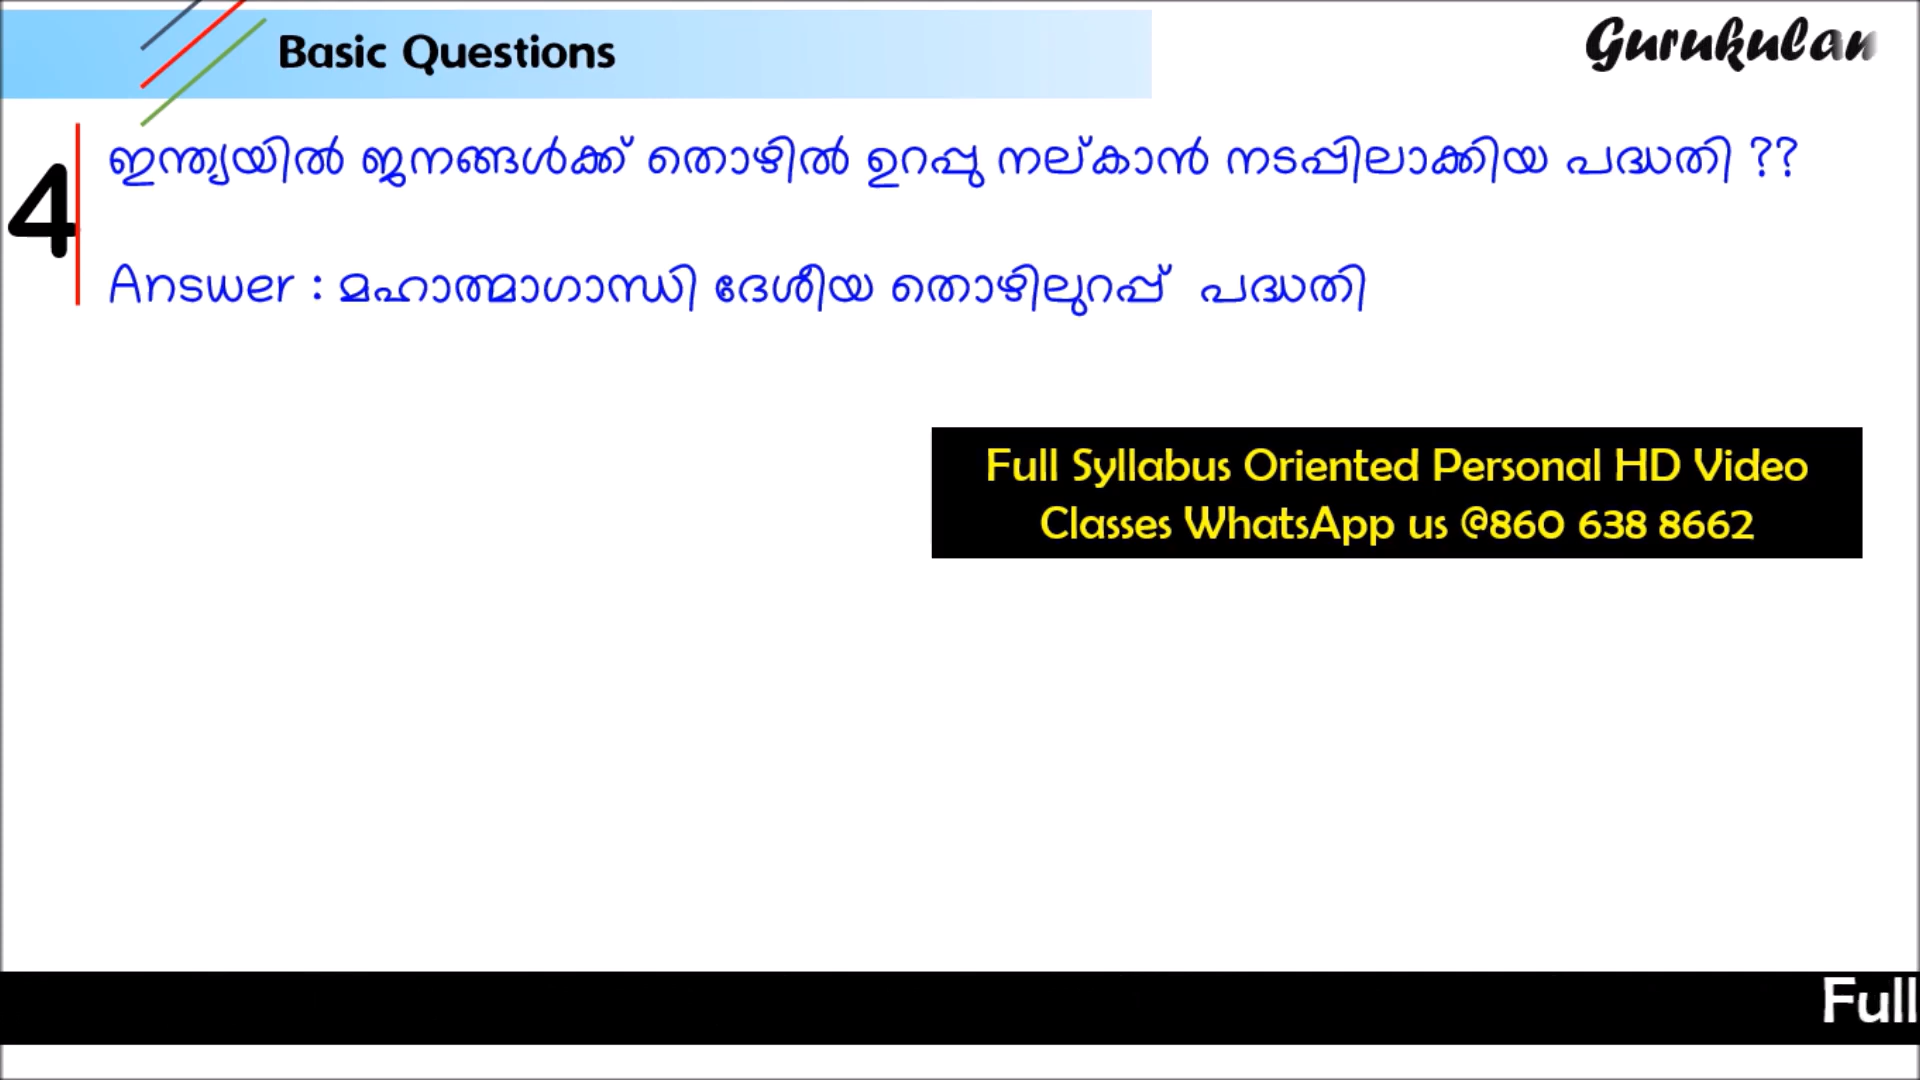 Basic Questions
Gurukulam
4
ഇന്ത്യയിൽ ജനങ്ങൾക്ക് തൊഴിൽ ഉറപ്പു നല്കാൻ നടപ്പിലാക്കിയ പദ്ധതി ??
Answer : മഹാത്മാഗാന്ധി ദേശീയ തൊഴിലുറപ്പ് പദ്ധതി
Full Syllabus Oriented Personal HD Video
Classes WhatsApp us @860 638 8662
Full